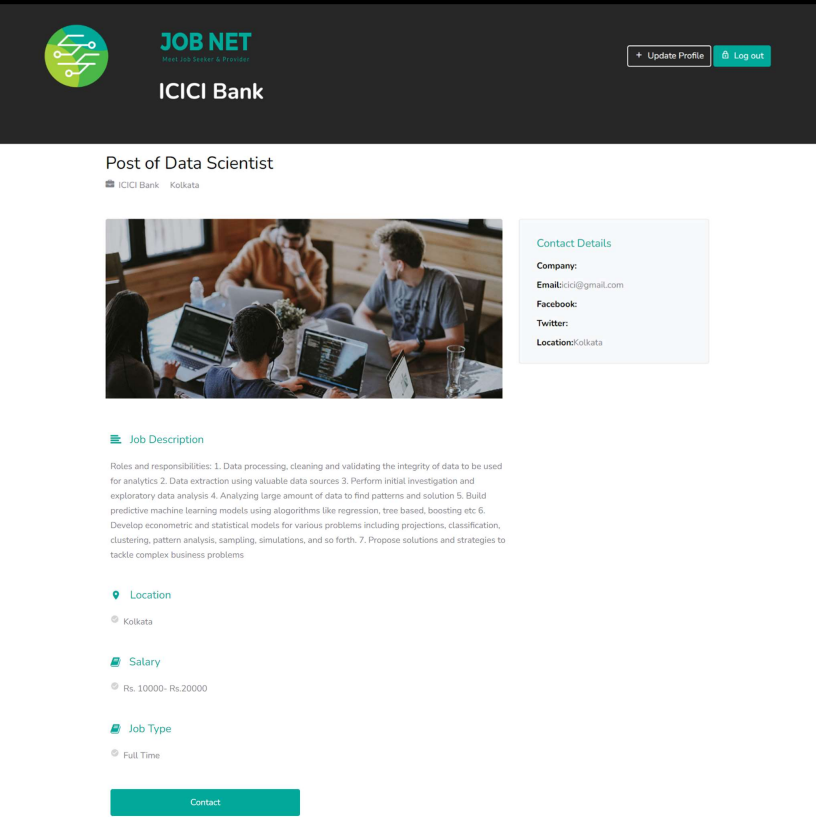 JOB NET
Meet Job Seeker & Provider
+ Update Profile
Log out
ICICI Bank
Post of Data Scientist
ICICI Bank Kolkata
Contact Details
Company:
Email:icici@gmail.com
Facebook:
Twitter:
Location:Kolkata
Job Description
Roles and responsibilities: 1. Data processing, cleaning and validating the integrity of data to be used
for analytics 2. Data extraction using valuable data sources 3. Perform initial investigation and
exploratory data analysis 4. Analyzing large amount of data to find patterns and solution 5. Build
predictive machine learning models using alogorithms like regression, tree based, boosting etc 6.
Develop econometric and statistical models for various problems including projections, classification,
clustering, pattern analysis, sampling, simulations, and so forth. 7. Propose solutions and strategies to
tackle complex business problems
Location
Kolkata
Salary
Rs. 10000- Rs.20000
Job Type
Full Time
Contact